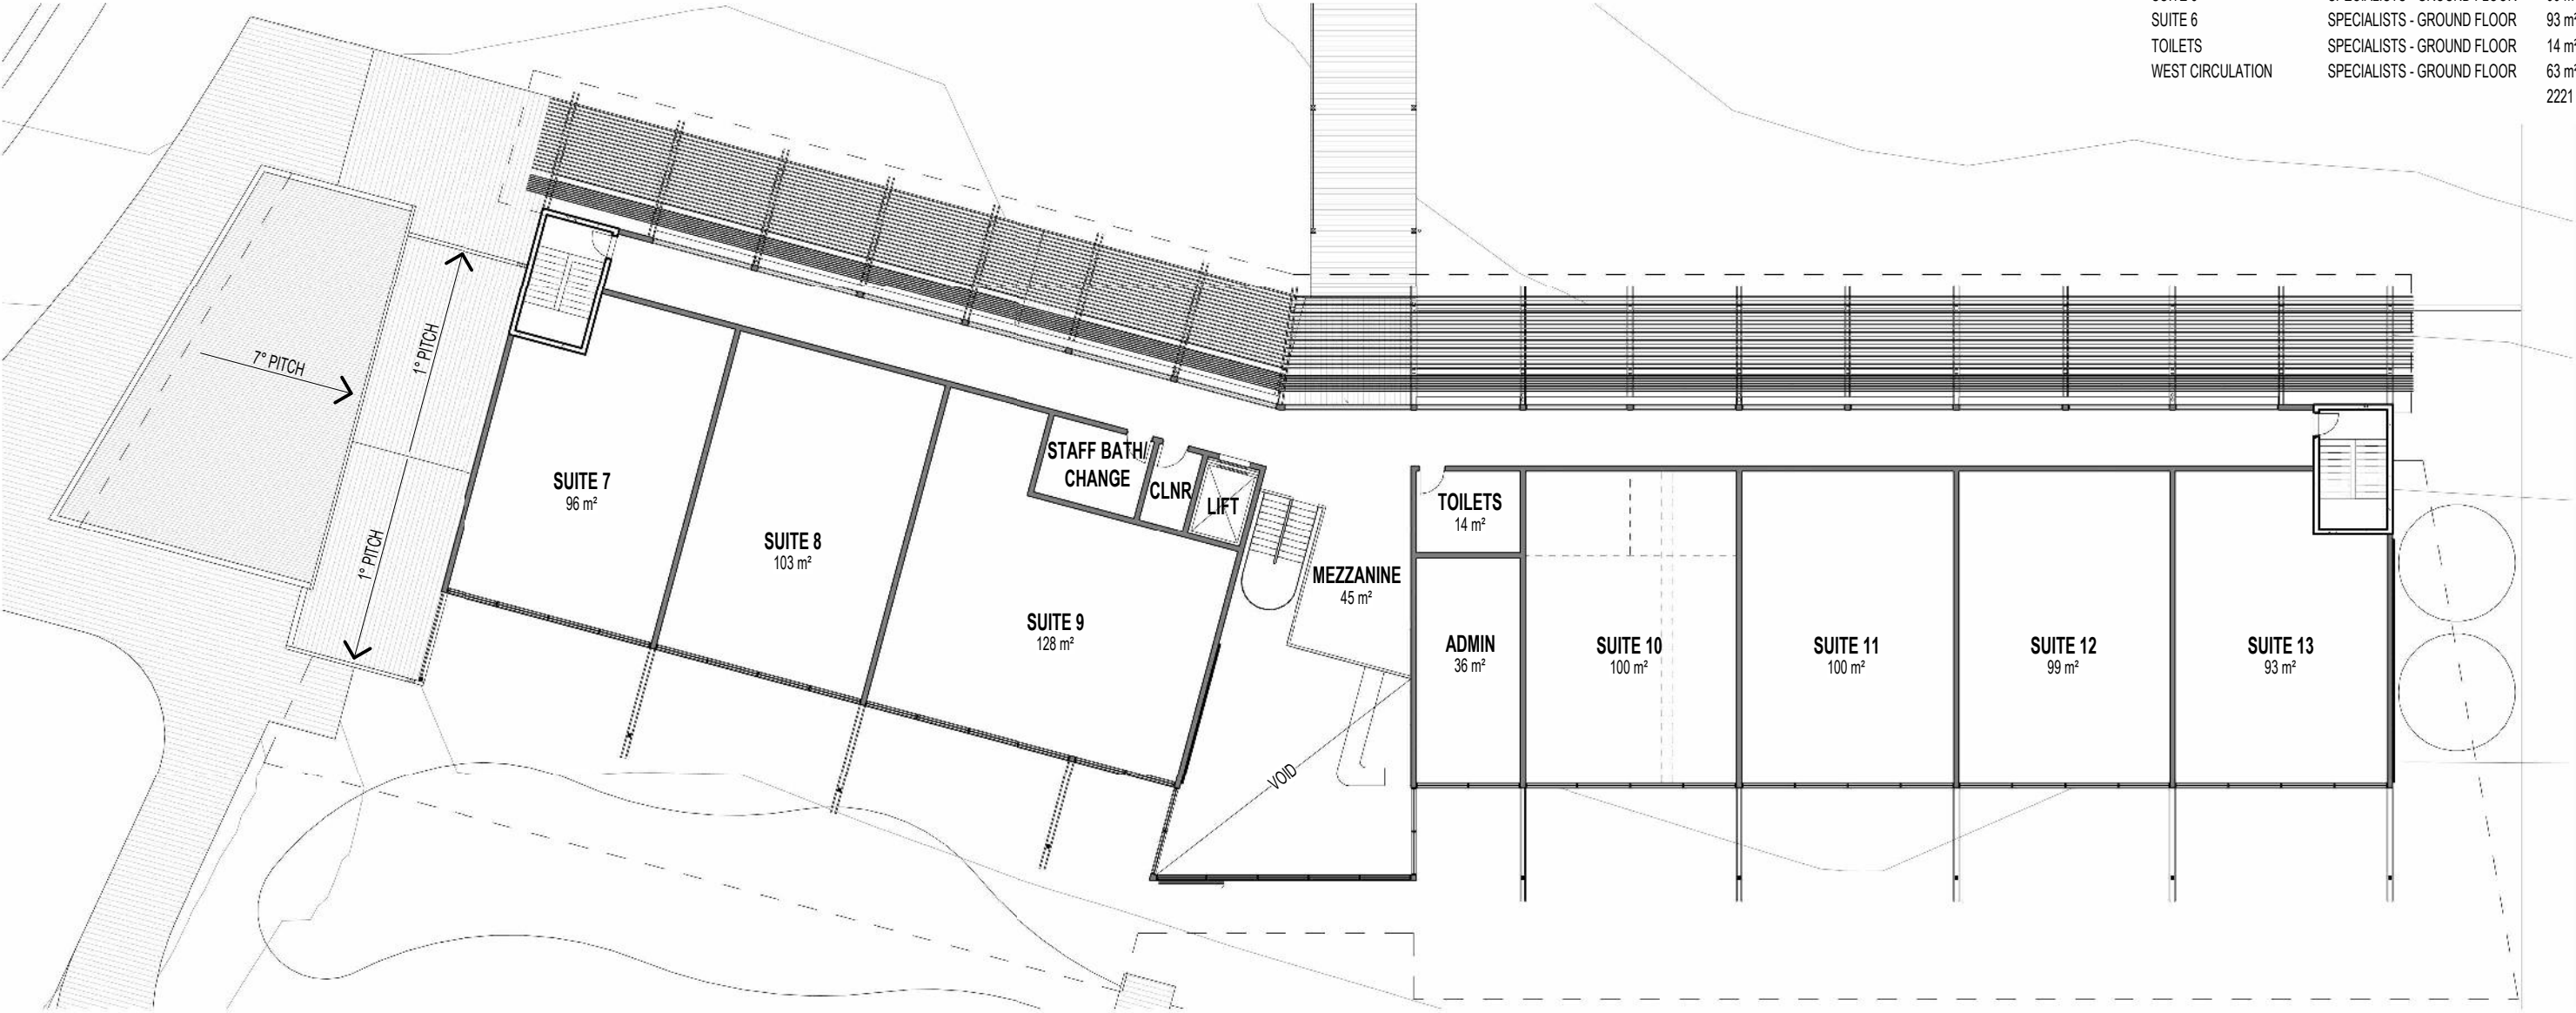 SUITE 6 SPECIALISTS - GROUND FLOOR 93 m²
TOILETS SPECIALISTS - GROUND FLOOR 14 m²
WEST CIRCULATION SPECIALISTS - GROUND FLOOR 63 m²
2221
7° PITCH
1° PITCH
1° PITCH
SUITE 7
96 m²
SUITE 8
103 m²
SUITE 9
128 m²
STAFF BATH/
CHANGE
CLNR
LIFT
MEZZANINE
45 m²
VOID
TOILETS
14 m²
ADMIN
36 m²
SUITE 10
100 m²
SUITE 11
100 m²
SUITE 12
99 m²
SUITE 13
93 m²